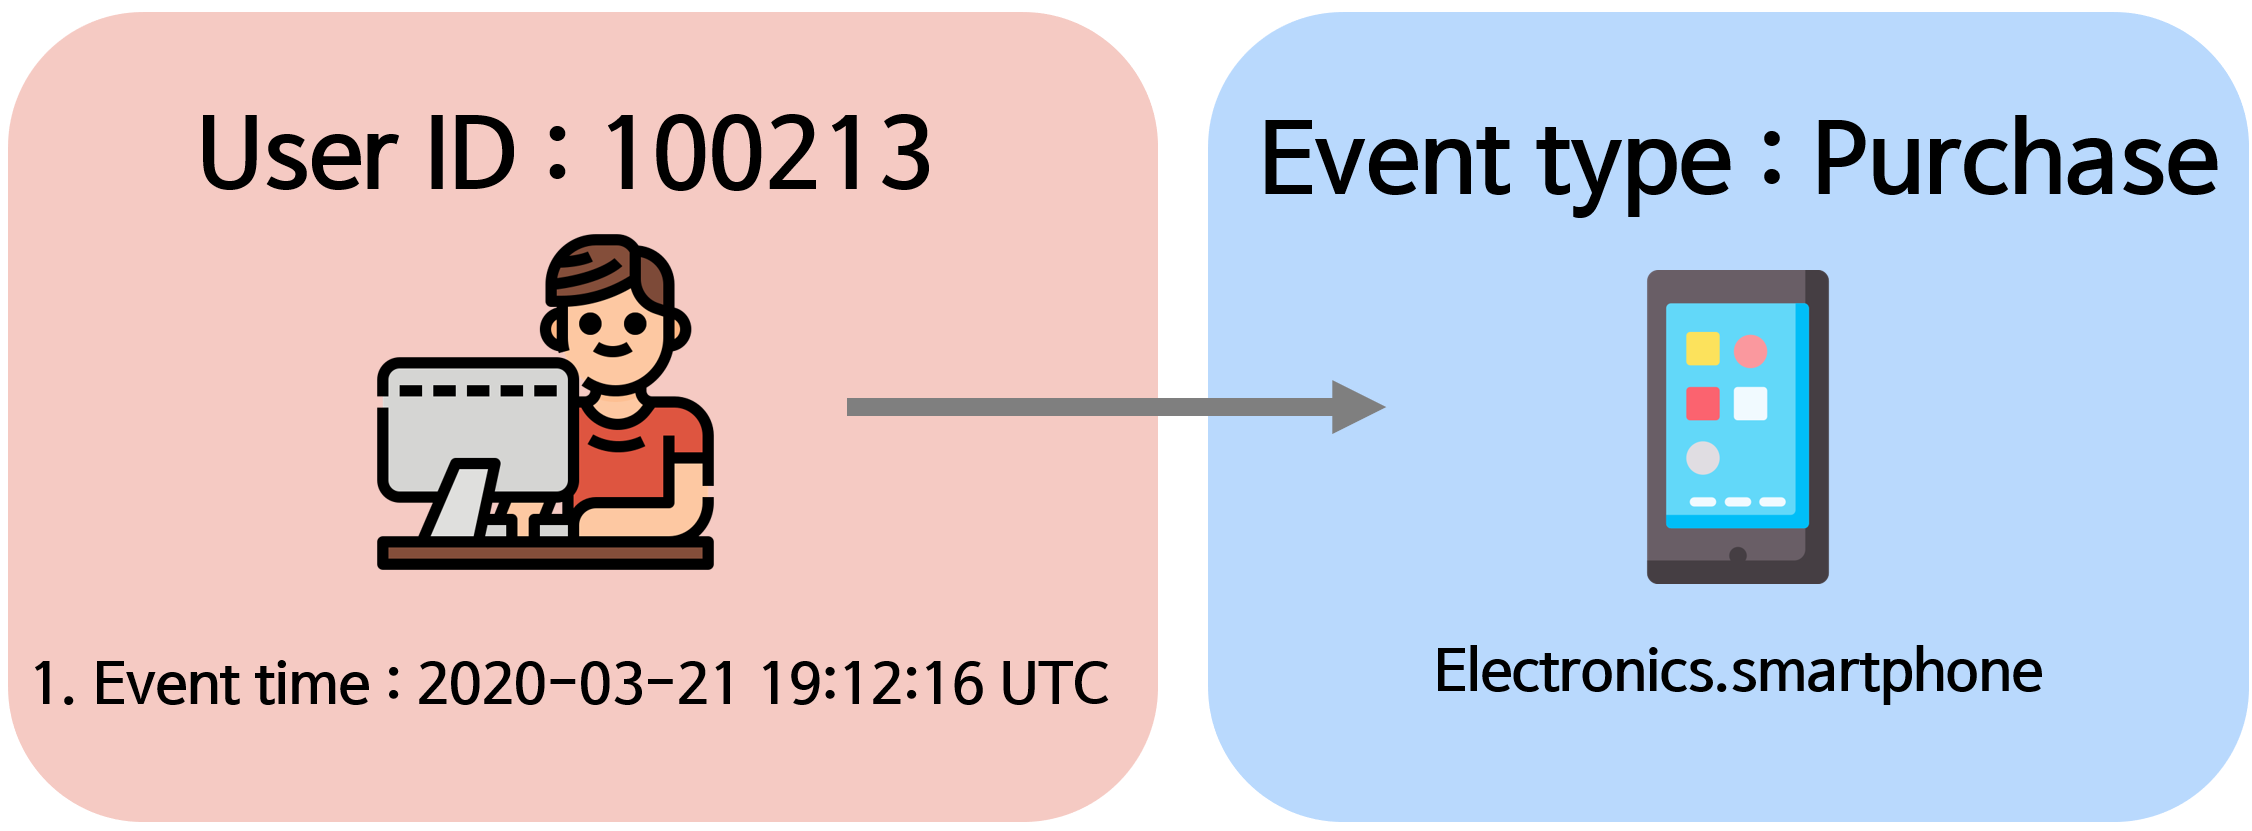 User ID : 100213
1. Event time : 2020-03-21 19:12:16 UTC
Event type : Purchase
Electronics.smartphone